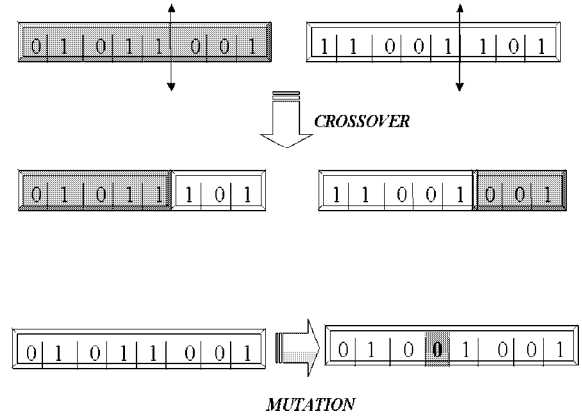 0 1 0 1 1 0 0 1 1 1 0 0 1 1 0 1
CROSSOVER
0 1 0 1 1 1 0 1 1 1 0 0 1 0 0 1
0 1 0 1 1 0 0 1 0 1 0 0 1 0 0 1
MUTATION